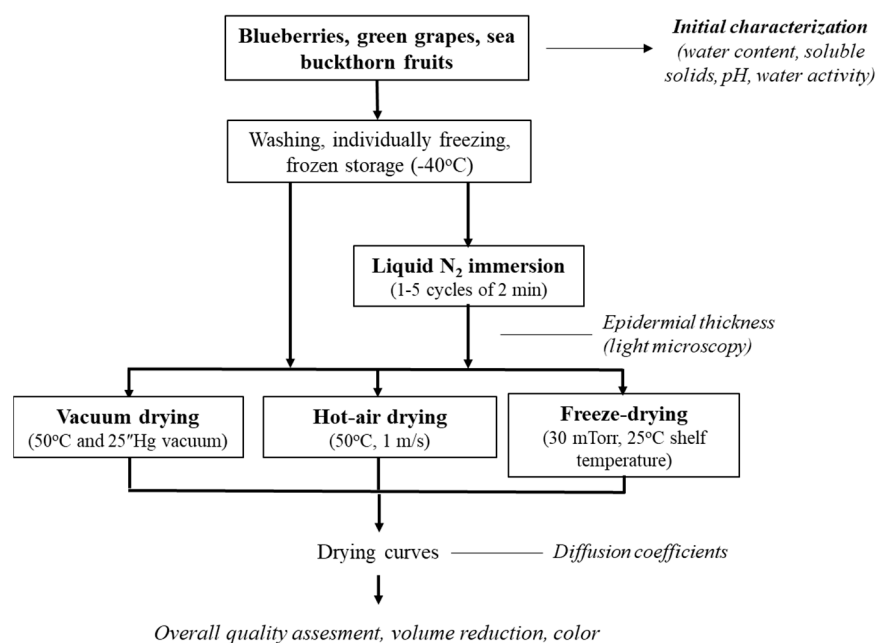 Blueberries, green grapes, sea
buckthorn fruits
Initial characterization
(water content, soluble
solids, pH, water activity)
Washing, individually freezing,
frozen storage (-40°C)
Liquid N₂ immersion
(1-5 cycles of 2 min)
Epidermial thickness
(light microscopy)
Vacuum drying
(50°C and 25″Hg vacuum)
Hot-air drying
(50°C, 1 m/s)
Freeze-drying
(30 mTorr, 25°C shelf
temperature)
Drying curves
Diffusion coefficients
Overall quality assesment, volume reduction, color